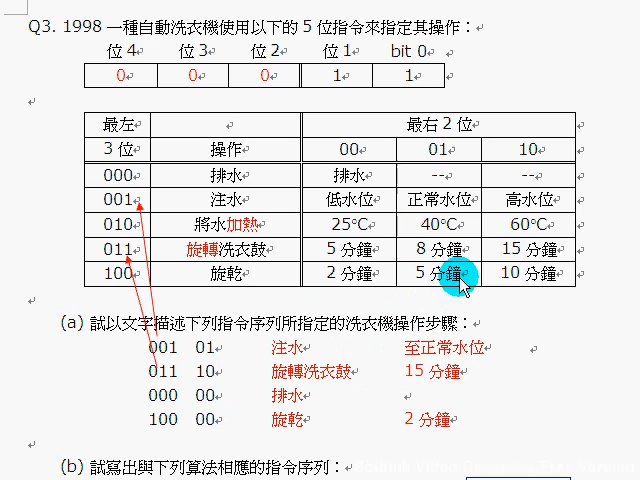 Q3. 1998 一種自動洗衣機使用以下的 5 位指令來指定其操作：
位 4 位 3 位 2 位 1 bit 0
0 0 0 1 1
最左 最右 2 位
3 位 操作 00 01 10
000 排水 排水 -- --
001 注水 低水位 正常水位 高水位
010 將水加熱 25°C 40°C 60°C
011 旋轉洗衣鼓 5 分鐘 8 分鐘 15 分鐘
100 旋乾 2 分鐘 5 分鐘 10 分鐘
(a) 試以文字描述下列指令序列所指定的洗衣機操作步驟：
001 01 注水 至正常水位
011 10 旋轉洗衣鼓 15 分鐘
000 00 排水
100 00 旋乾 2 分鐘
(b) 試寫出與下列算法相應的指令序列：